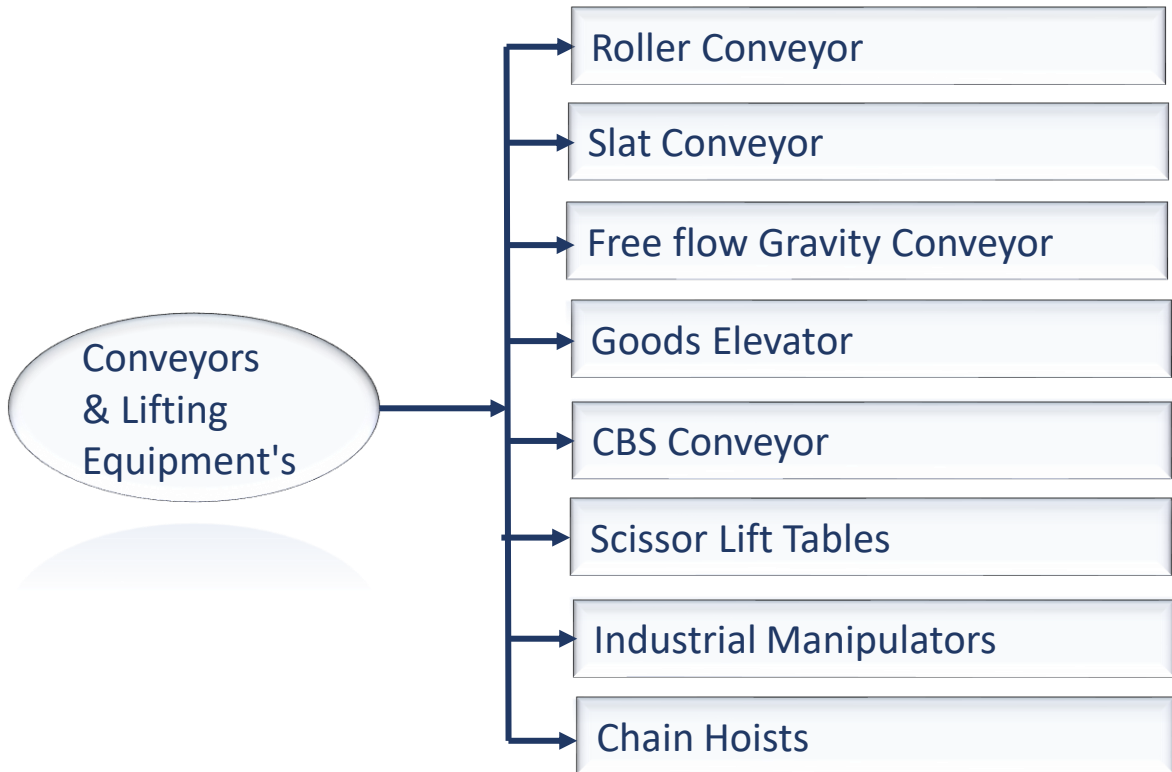 Roller Conveyor
Slat Conveyor
Free flow Gravity Conveyor
Goods Elevator
Conveyors
& Lifting
Equipment's
CBS Conveyor
Scissor Lift Tables
Industrial Manipulators
Chain Hoists